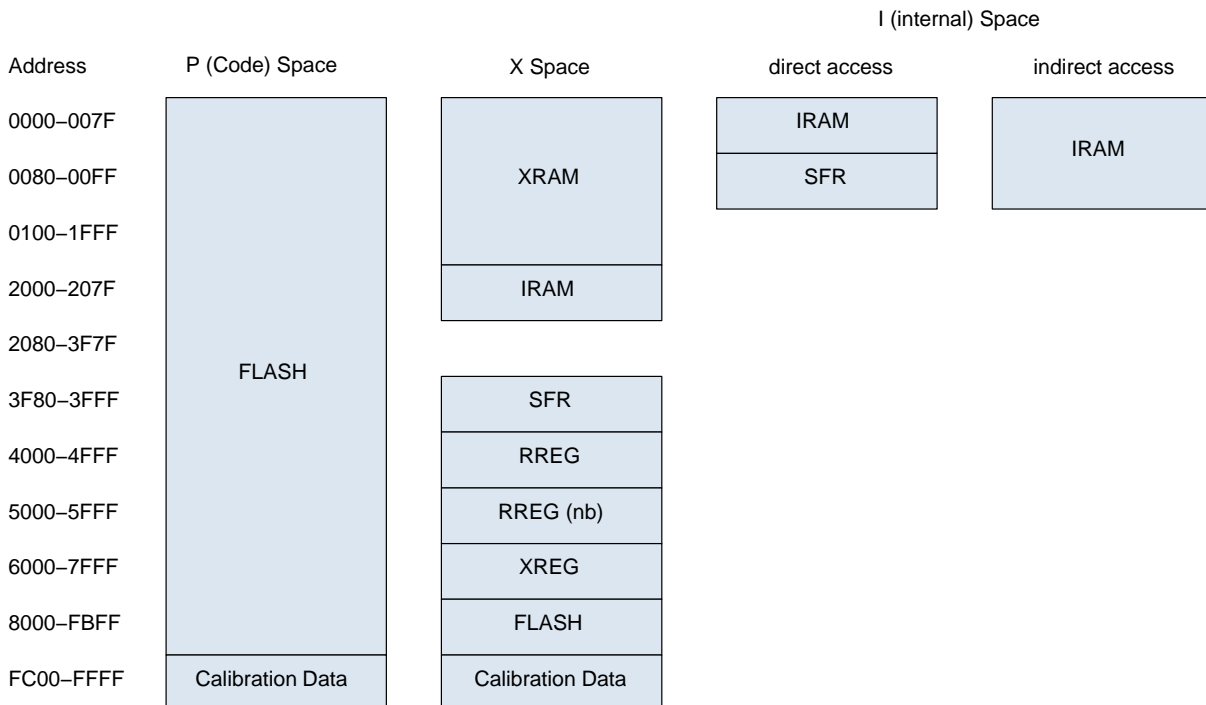 I (internal) Space
Address P (Code) Space X Space direct access indirect access
0000−007F IRAM
IRAM
0080−00FF XRAM SFR
0100−1FFF
2000−207F IRAM
2080−3F7F
FLASH
3F80−3FFF SFR
4000−4FFF RREG
5000−5FFF RREG (nb)
6000−7FFF XREG
8000−FBFF FLASH
FC00−FFFF Calibration Data Calibration Data